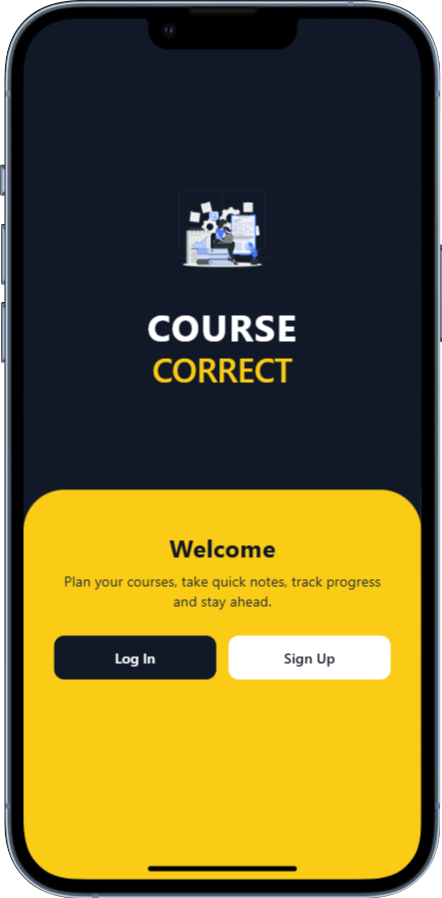 COURSE
CORRECT
Welcome
Plan your courses, take quick notes, track progress
and stay ahead.
Log In
Sign Up